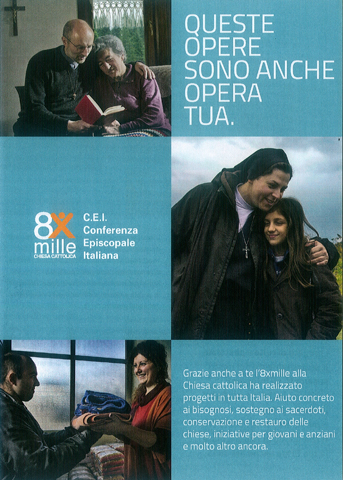 QUESTE
OPERE
SONO ANCHE
OPERA
TUA.
8xmille
CHIESA CATTOLICA
C.E.I.
Conferenza
Episcopale
Italiana
Grazie anche a te l'8xmille alla
Chiesa cattolica ha realizzato
progetti in tutta Italia. Aiuto concreto
ai bisognosi, sostegno ai sacerdoti,
conservazione e restauro delle
chiese, iniziative per giovani e anziani
e molto altro ancora.